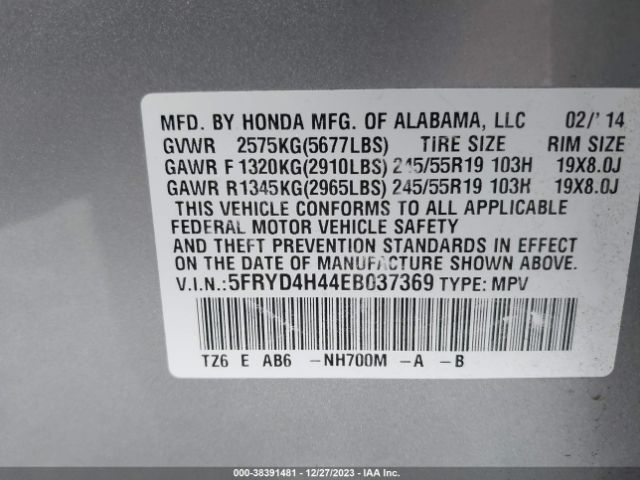 MFD. BY HONDA MFG. OF ALABAMA, LLC 02/'14
GVWR 2575KG(5677LBS) TIRE SIZE RIM SIZE
GAWR F 1320KG(2910LBS) 245/55R19 103H 19X8.0J
GAWR R1345KG(2965LBS) 245/55R19 103H 19X8.0J
THIS VEHICLE CONFORMS TO ALL APPLICABLE
FEDERAL MOTOR VEHICLE SAFETY
AND THEFT PREVENTION STANDARDS IN EFFECT
ON THE DATE OF MANUFACTURE SHOWN ABOVE.
V.I.N.:5FRYD4H44EB037369 TYPE: MPV
TZ6 E AB6 -NH700M -A -B
000-38391481 - 12/27/2023 - IAAI.COM